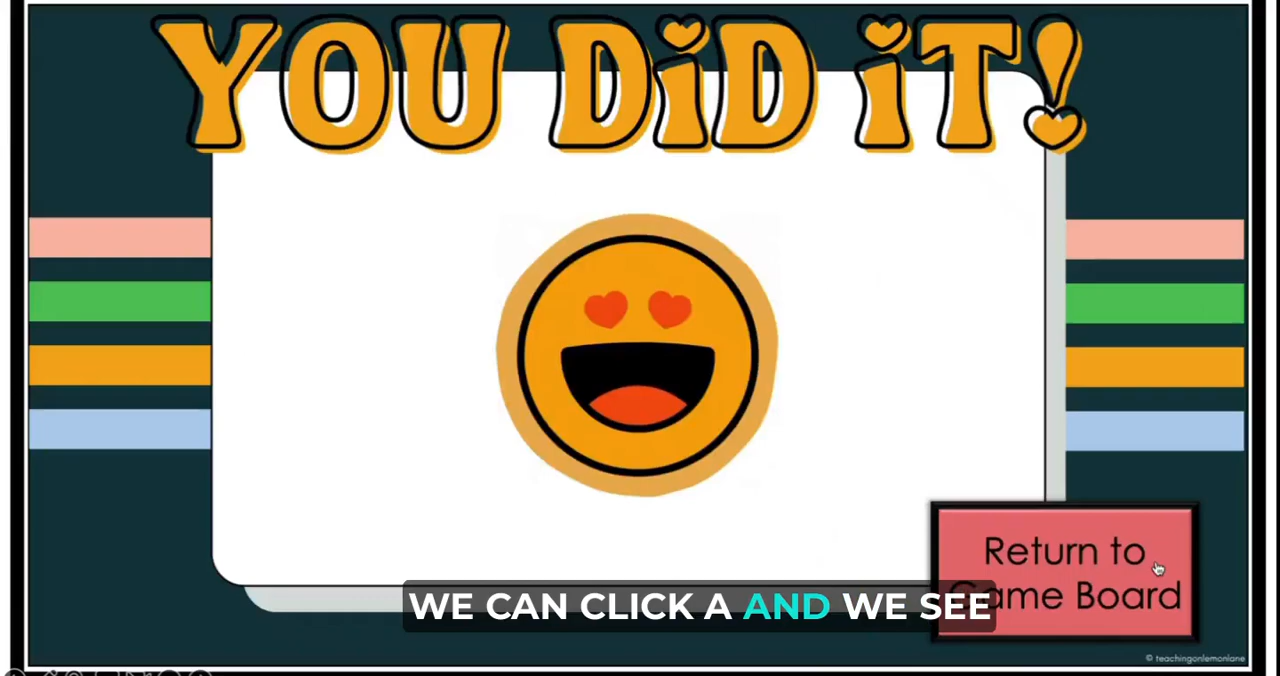 YOU DiD iT!
Return to
Game Board
WE CAN CLICK A AND WE SEE
© teachingonlemonlane